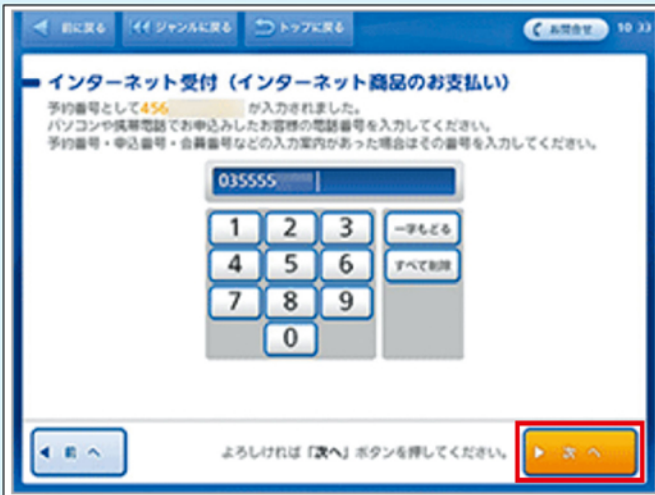 前に戻る
ジャンルに戻る
トップに戻る
お問合せ
10 33
インターネット受付（インターネット商品のお支払い）
予約番号として456 が入力されました。
パソコンや携帯電話でお申込みしたお客様の電話番号を入力してください。
予約番号・申込番号・会員番号などの入力案内があった場合はその番号を入力してください。
035555
1 2 3 一字もどる
4 5 6 すべて削除
7 8 9
0
前 へ
よろしければ「次へ」ボタンを押してください。
次 へ